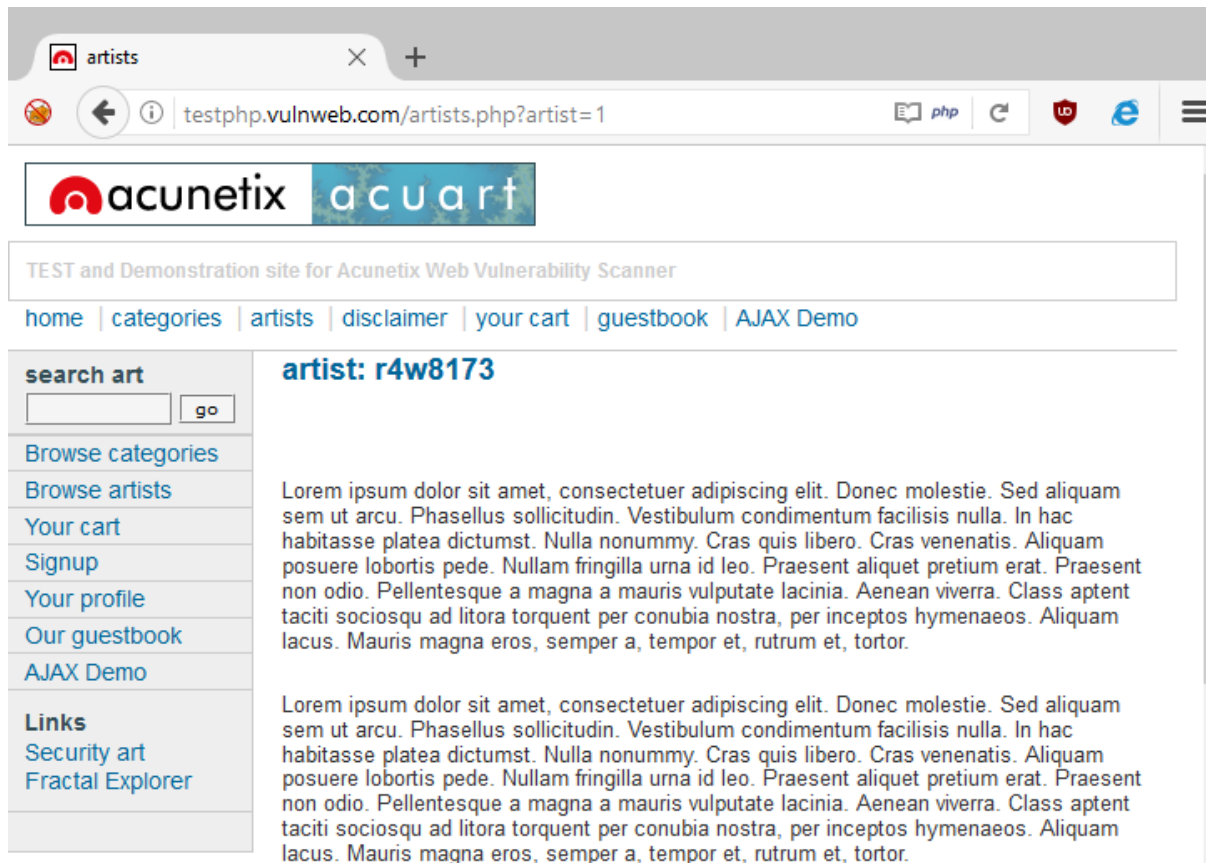 artists
testphp.vulnweb.com/artists.php?artist=1
php
acunetix acuart
TEST and Demonstration site for Acunetix Web Vulnerability Scanner
home | categories | artists | disclaimer | your cart | guestbook | AJAX Demo
search art
go
Browse categories
Browse artists
Your cart
Signup
Your profile
Our guestbook
AJAX Demo
Links
Security art
Fractal Explorer
artist: r4w8173
Lorem ipsum dolor sit amet, consectetuer adipiscing elit. Donec molestie. Sed aliquam
sem ut arcu. Phasellus sollicitudin. Vestibulum condimentum facilisis nulla. In hac
habitasse platea dictumst. Nulla nonummy. Cras quis libero. Cras venenatis. Aliquam
posuere lobortis pede. Nullam fringilla urna id leo. Praesent aliquet pretium erat. Praesent
non odio. Pellentesque a magna a mauris vulputate lacinia. Aenean viverra. Class aptent
taciti sociosqu ad litora torquent per conubia nostra, per inceptos hymenaeos. Aliquam
lacus. Mauris magna eros, semper a, tempor et, rutrum et, tortor.
Lorem ipsum dolor sit amet, consectetuer adipiscing elit. Donec molestie. Sed aliquam
sem ut arcu. Phasellus sollicitudin. Vestibulum condimentum facilisis nulla. In hac
habitasse platea dictumst. Nulla nonummy. Cras quis libero. Cras venenatis. Aliquam
posuere lobortis pede. Nullam fringilla urna id leo. Praesent aliquet pretium erat. Praesent
non odio. Pellentesque a magna a mauris vulputate lacinia. Aenean viverra. Class aptent
taciti sociosqu ad litora torquent per conubia nostra, per inceptos hymenaeos. Aliquam
lacus. Mauris magna eros, semper a, tempor et, rutrum et, tortor.